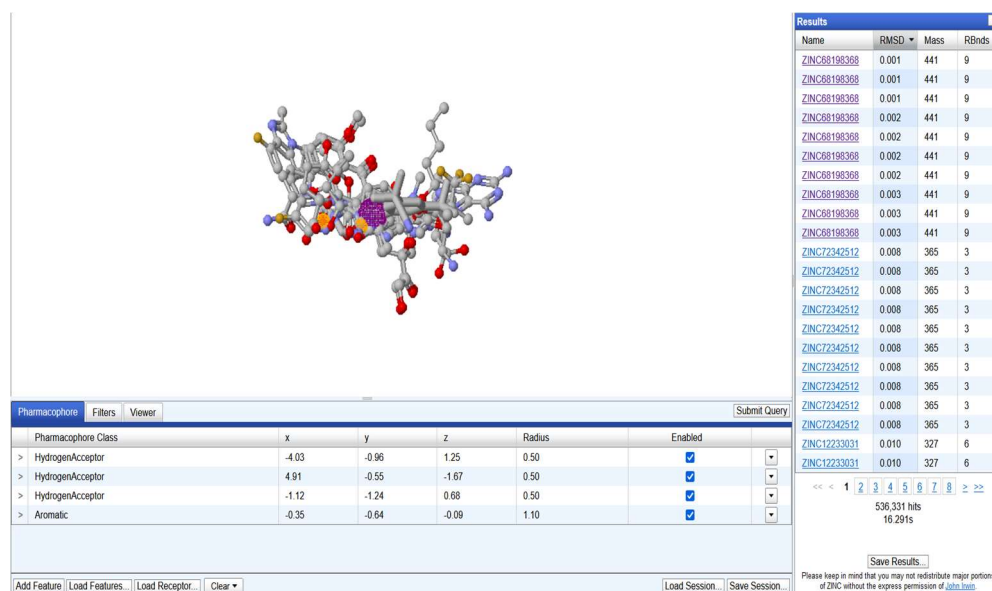 Results
Name RMSD Mass RBnds
ZINC68198368 0.001 441 9
ZINC68198368 0.001 441 9
ZINC68198368 0.001 441 9
ZINC68198368 0.002 441 9
ZINC68198368 0.002 441 9
ZINC68198368 0.002 441 9
ZINC68198368 0.002 441 9
ZINC68198368 0.003 441 9
ZINC68198368 0.003 441 9
ZINC68198368 0.003 441 9
ZINC72342512 0.008 365 3
ZINC72342512 0.008 365 3
ZINC72342512 0.008 365 3
ZINC72342512 0.008 365 3
ZINC72342512 0.008 365 3
ZINC72342512 0.008 365 3
ZINC72342512 0.008 365 3
ZINC72342512 0.008 365 3
ZINC72342512 0.008 365 3
ZINC72342512 0.008 365 3
ZINC12233031 0.010 327 6
ZINC12233031 0.010 327 6
<< < 1 2 3 4 5 6 7 8 > >>
536,331 hits
16.291s
Save Results...
Please keep in mind that you may not redistribute major portions
of ZINC without the express permission of John Irwin.
Pharmacophore Filters Viewer Submit Query
Pharmacophore Class x y z Radius Enabled
> HydrogenAcceptor -4.03 -0.96 1.25 0.50
> HydrogenAcceptor 4.91 -0.55 -1.67 0.50
> HydrogenAcceptor -1.12 -1.24 0.68 0.50
> Aromatic -0.35 -0.64 -0.09 1.10
Add Feature Load Features... Load Receptor... Clear Load Session... Save Session...